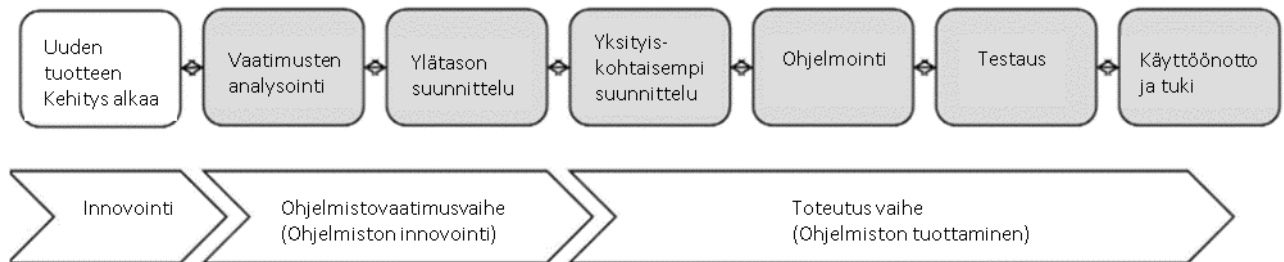 Uuden
tuotteen
Kehitys alkaa
Vaatimusten
analysointi
Ylätason
suunnittelu
Yksityis-
kohtaisempi
suunnittelu
Ohjelmointi
Testaus
Käyttöönotto
ja tuki
Innovointi
Ohjelmistovaatimusvaihe
(Ohjelmiston innovointi)
Toteutus vaihe
(Ohjelmiston tuottaminen)